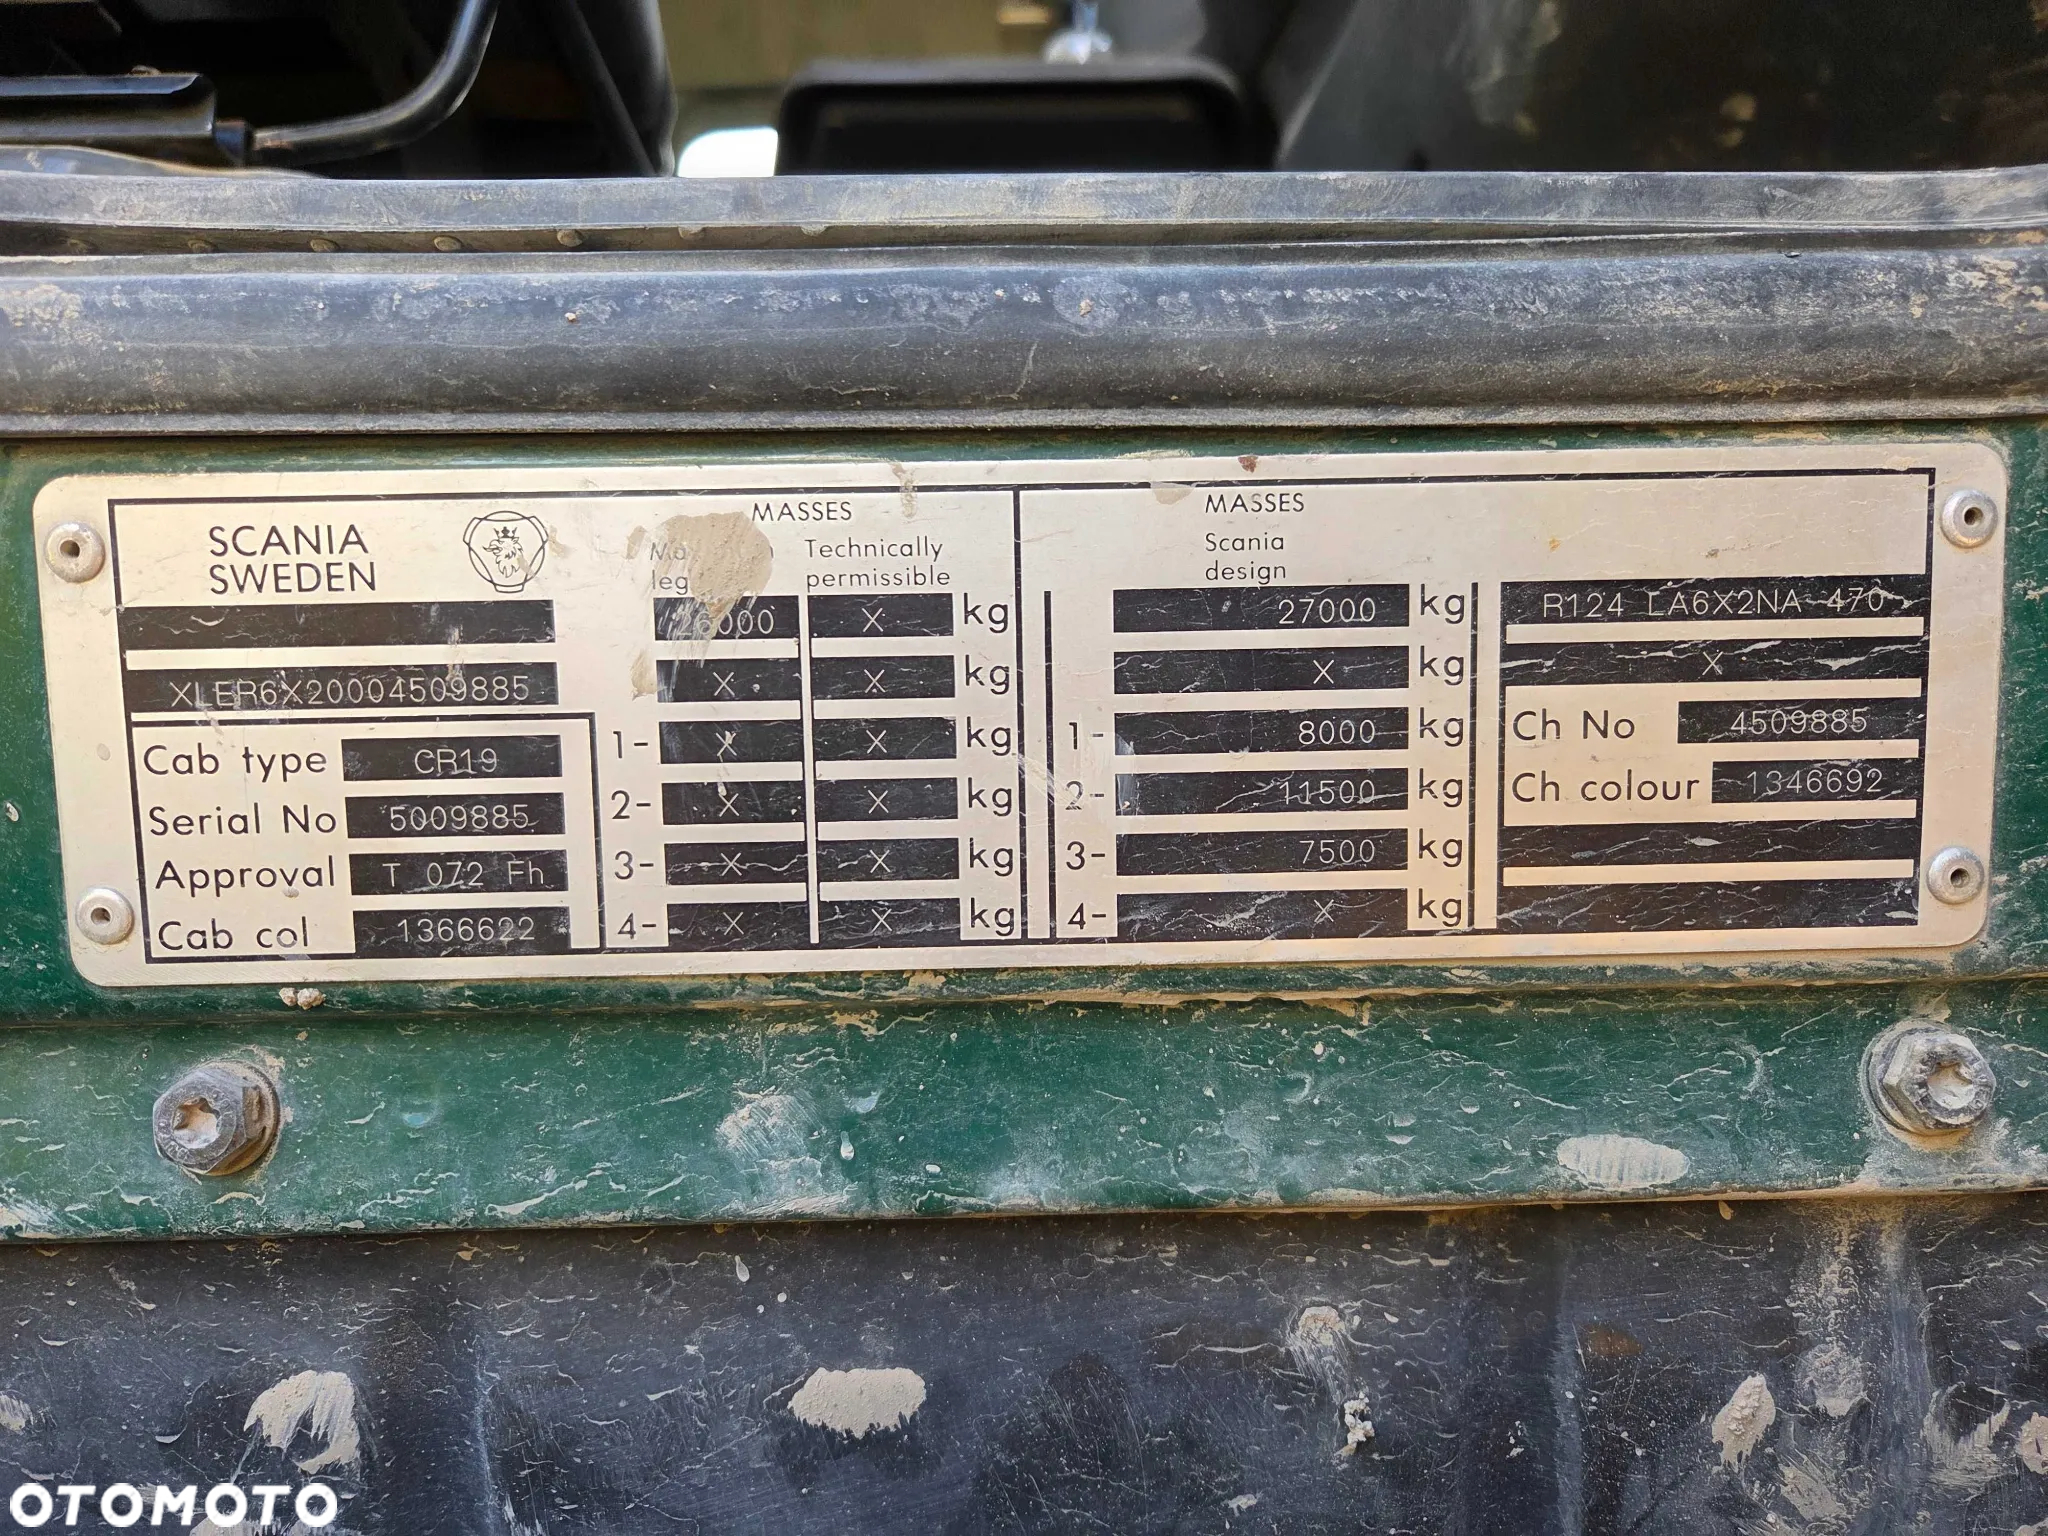 SCANIA
SWEDEN
XLER6X20004509885
Cab type CR19
Serial No 5009885
Approval T 072 Fh
Cab col 1366622
MASSES
Technically
permissible
26000 X kg
X X kg
1- X X kg
2- X X kg
3- X X kg
4- X X kg
MASSES
Scania
design
27000 kg
X kg
1- 8000 kg
2- 11500 kg
3- 7500 kg
4- X kg
R124 LA6X2NA 470
X
Ch No 4509885
Ch colour 1346692
OTOMOTO